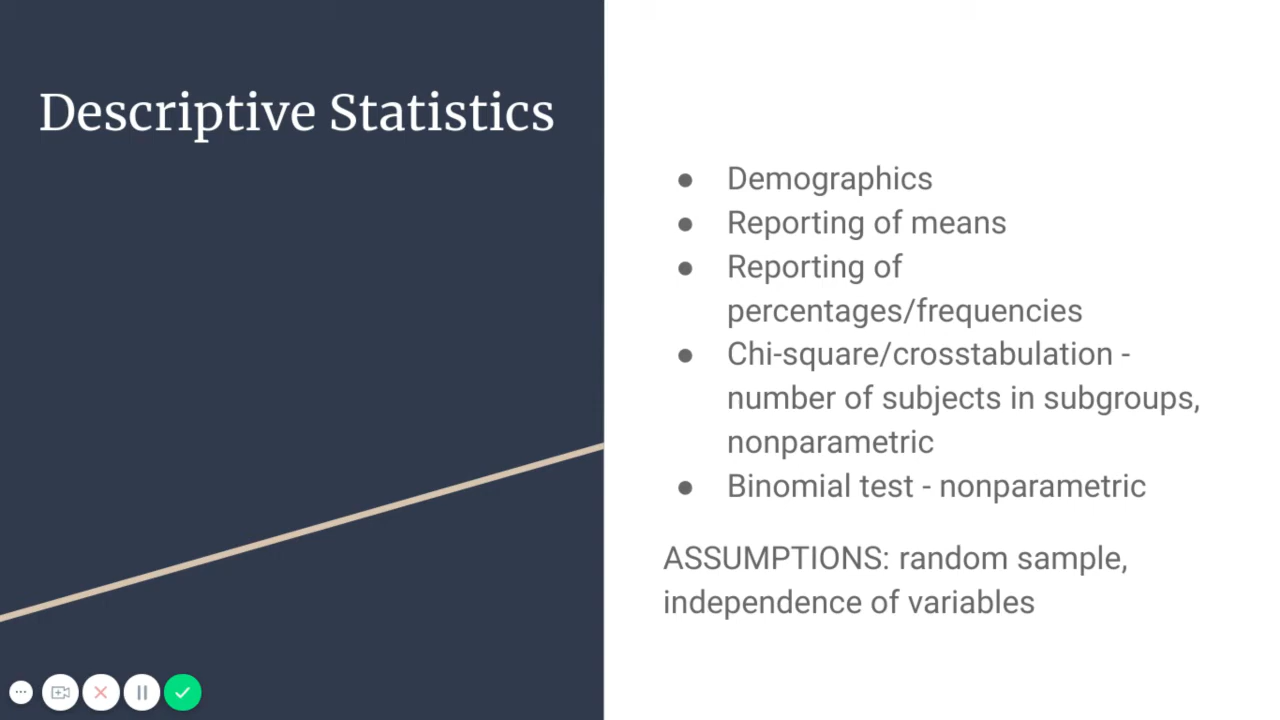 Descriptive Statistics
● Demographics
● Reporting of means
● Reporting of
percentages/frequencies
● Chi-square/crosstabulation -
number of subjects in subgroups,
nonparametric
● Binomial test - nonparametric
ASSUMPTIONS: random sample,
independence of variables